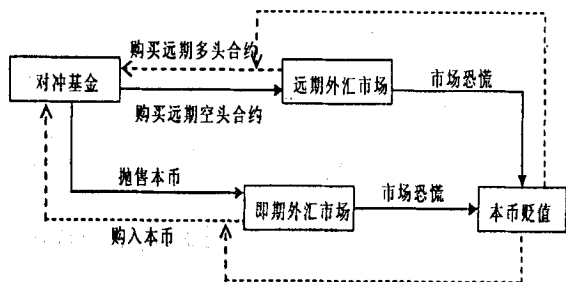 购买远期多头合约
对冲基金
远期外汇市场
市场恐慌
购买远期空头合约
抛售本币
市场恐慌
即期外汇市场
本币贬值
购入本币